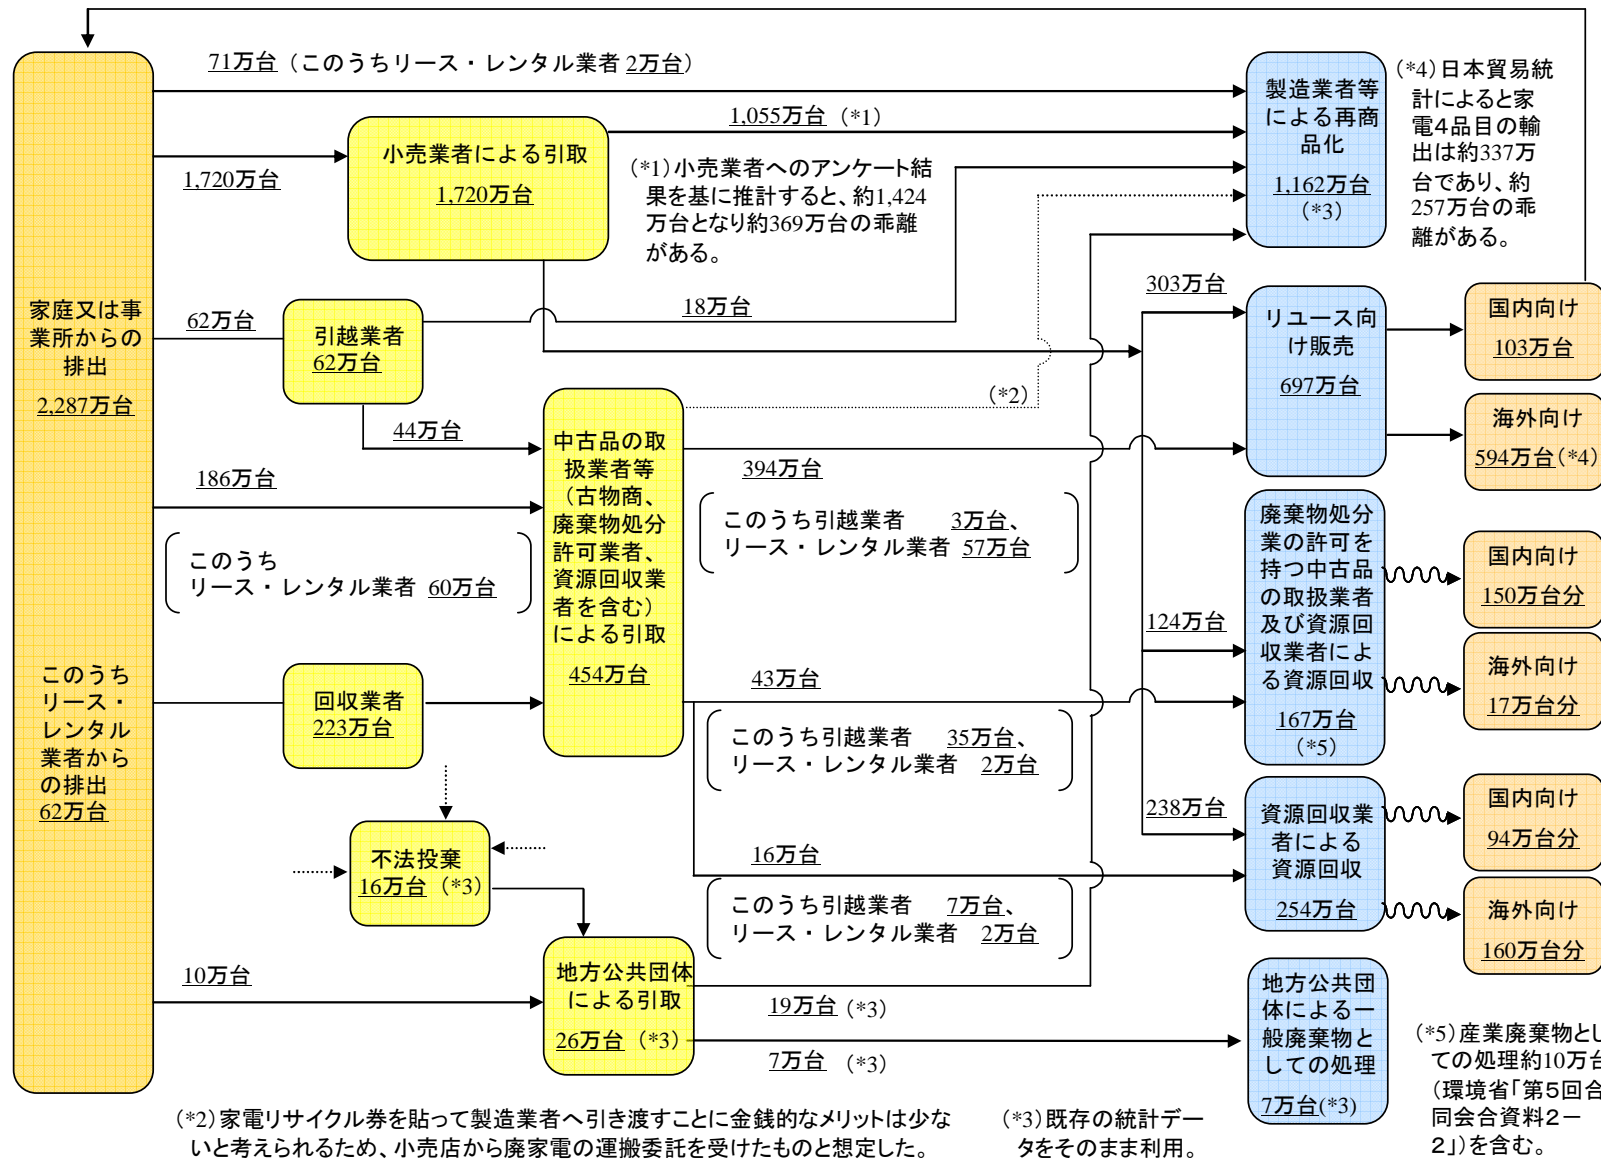 71万台（このうちリース・レンタル業者 2万台）
家庭又は事
業所からの
排出
2,287万台
このうち
リース・
レンタル
業者から
の排出
62万台
1,720万台
小売業者による引取
1,720万台
1,055万台（*1）
（*1）小売業者へのアンケート結
果を基に推計すると、約1,424
万台となり約369万台の乖離
がある。
62万台
引越業者
62万台
18万台
44万台
186万台
このうち
リース・レンタル業者 60万台
回収業者
223万台
中古品の取
扱業者等
（古物商、
廃棄物処分
許可業者、
資源回収業
者を含む）
による引取
454万台
（*2）
394万台
このうち引越業者 3万台、
リース・レンタル業者 57万台
43万台
このうち引越業者 35万台、
リース・レンタル業者 2万台
16万台
このうち引越業者 7万台、
リース・レンタル業者 2万台
不法投棄
16万台（*3）
10万台
地方公共団体
による引取
26万台（*3）
19万台（*3）
7万台（*3）
製造業者等
による再商
品化
1,162万台
（*3）
（*4）日本貿易統
計によると家
電4品目の輸
出は約337万
台であり、約
257万台の乖
離がある。
303万台
リユース向
け販売
697万台
国内向け
103万台
海外向け
594万台（*4）
124万台
廃棄物処分
業の許可を
持つ中古品
の取扱業者
及び資源回
収業者によ
る資源回収
167万台
（*5）
国内向け
150万台分
海外向け
17万台分
238万台
資源回収業
者による
資源回収
254万台
国内向け
94万台分
海外向け
160万台分
地方公共団
体による一
般廃棄物と
しての処理
7万台(*3)
（*5）産業廃棄物とし
ての処理約10万台
（環境省「第5回合
同会合資料2－
2」）を含む。
（*2）家電リサイクル券を貼って製造業者へ引き渡すことに金銭的なメリットは少な
いと考えられるため、小売店から廃家電の運搬委託を受けたものと想定した。
（*3）既存の統計デー
タをそのまま利用。